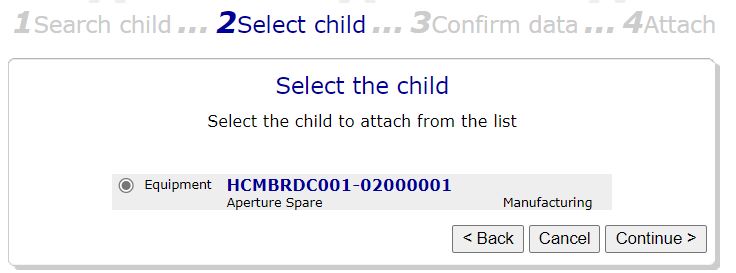 1Search child ... 2Select child ... 3Confirm data ... 4Attach
Select the child
Select the child to attach from the list
Equipment HCMBRDC001-02000001
Aperture Spare Manufacturing
< Back Cancel Continue >